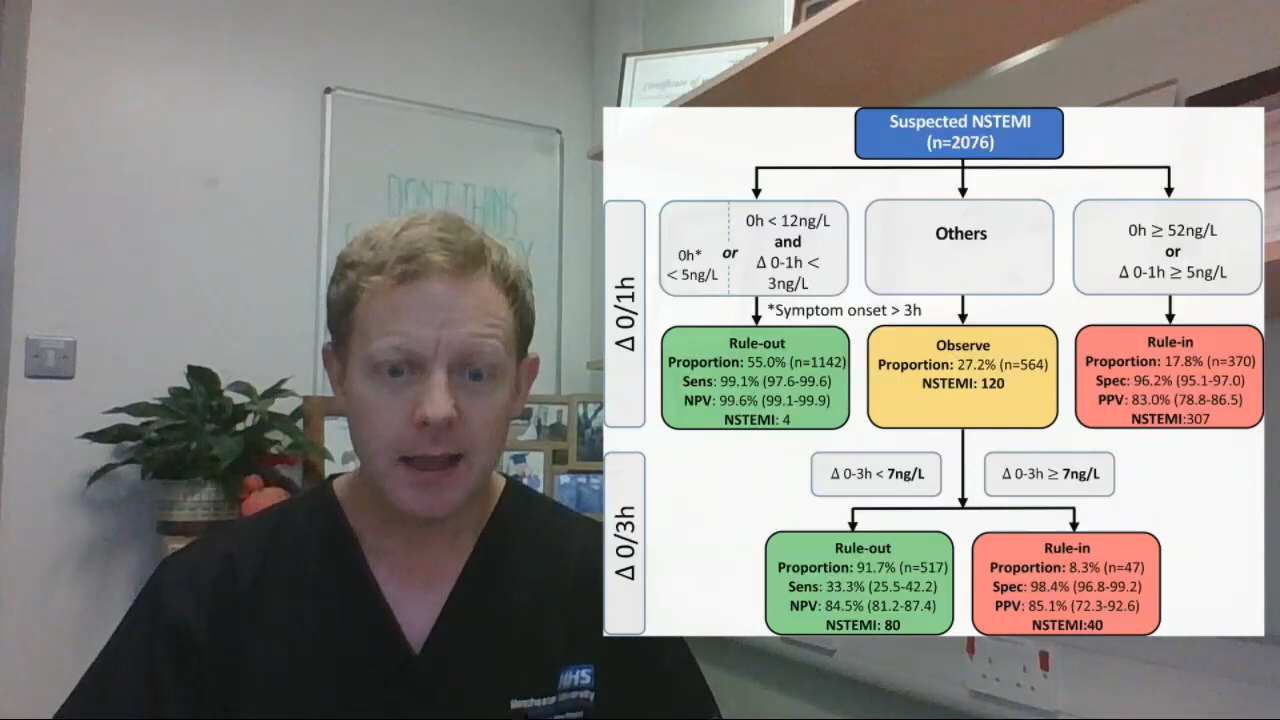 DON'T THINK
Suspected NSTEMI
(n=2076)
Δ 0/1h
0h*
< 5ng/L
or
0h < 12ng/L
and
Δ 0-1h <
3ng/L
Others
0h ≥ 52ng/L
or
Δ 0-1h ≥ 5ng/L
*Symptom onset > 3h
Rule-out
Proportion: 55.0% (n=1142)
Sens: 99.1% (97.6-99.6)
NPV: 99.6% (99.1-99.9)
NSTEMI: 4
Observe
Proportion: 27.2% (n=564)
NSTEMI: 120
Rule-in
Proportion: 17.8% (n=370)
Spec: 96.2% (95.1-97.0)
PPV: 83.0% (78.8-86.5)
NSTEMI:307
Δ 0/3h
Δ 0-3h < 7ng/L
Δ 0-3h ≥ 7ng/L
Rule-out
Proportion: 91.7% (n=517)
Sens: 33.3% (25.5-42.2)
NPV: 84.5% (81.2-87.4)
NSTEMI: 80
Rule-in
Proportion: 8.3% (n=47)
Spec: 98.4% (96.8-99.2)
PPV: 85.1% (72.3-92.6)
NSTEMI:40
NHS
Manchester University